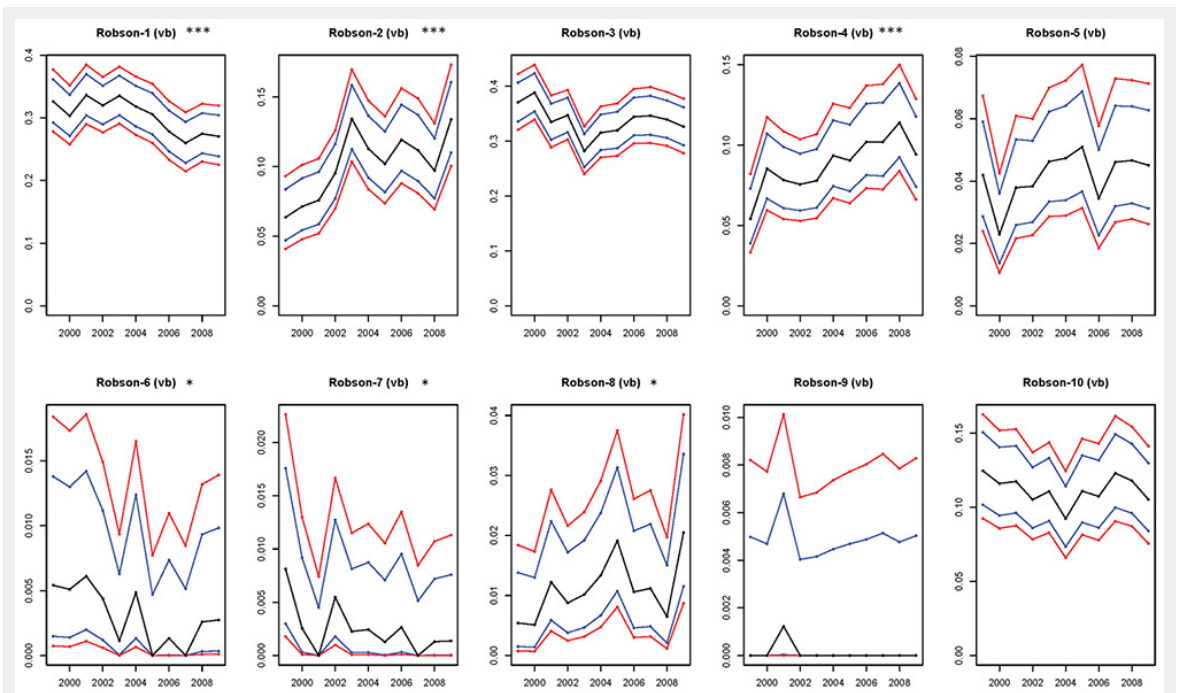 Robson-1 (vb) ***
Robson-2 (vb) ***
Robson-3 (vb)
Robson-4 (vb) ***
Robson-5 (vb)
0.4
0.3
0.2
0.1
0.0
0.15
0.10
0.05
0.00
0.4
0.3
0.2
0.1
0.0
0.15
0.10
0.05
0.00
0.08
0.06
0.04
0.02
0.00
2000 2002 2004 2006 2008
2000 2002 2004 2006 2008
2000 2002 2004 2006 2008
2000 2002 2004 2006 2008
2000 2002 2004 2006 2008
Robson-6 (vb) *
Robson-7 (vb) *
Robson-8 (vb) *
Robson-9 (vb)
Robson-10 (vb)
0.015
0.010
0.005
0.000
0.020
0.015
0.010
0.005
0.000
0.04
0.03
0.02
0.01
0.00
0.010
0.008
0.006
0.004
0.002
0.000
0.15
0.10
0.05
0.00
2000 2002 2004 2006 2008
2000 2002 2004 2006 2008
2000 2002 2004 2006 2008
2000 2002 2004 2006 2008
2000 2002 2004 2006 2008